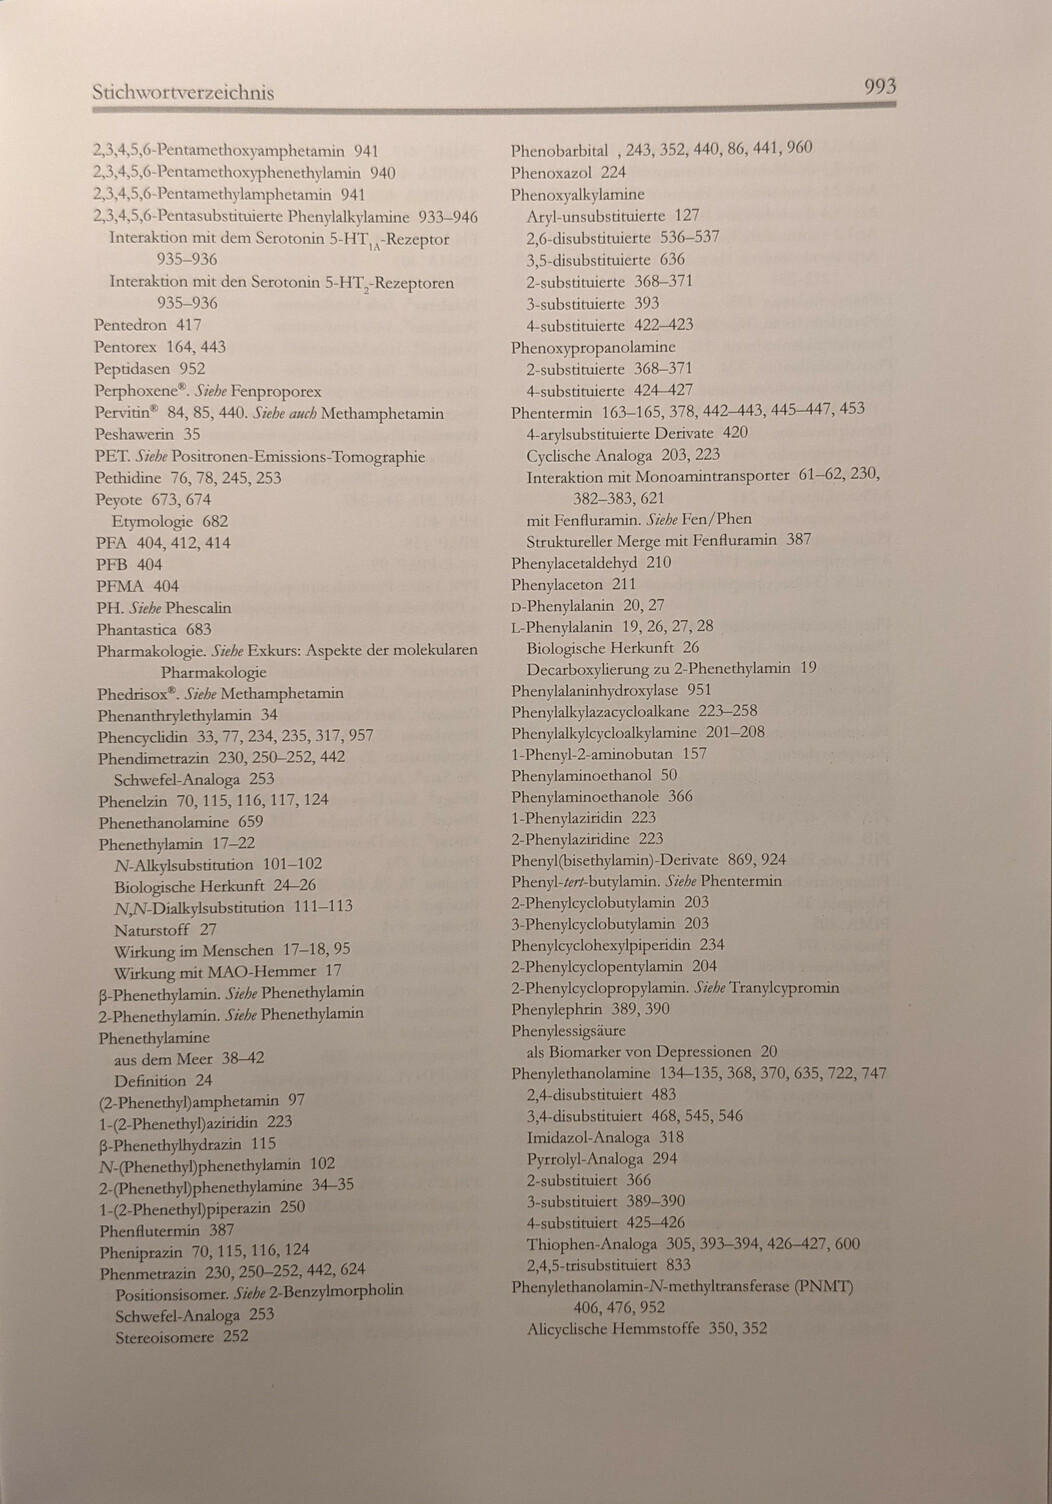 Stichwortverzeichnis 993
2,3,4,5,6-Pentamethoxyamphetamin 941
2,3,4,5,6-Pentamethoxyphenethylamin 940
2,3,4,5,6-Pentamethylamphetamin 941
2,3,4,5,6-Pentasubstituierte Phenylalkylamine 933–946
Interaktion mit dem Serotonin 5-HT1A-Rezeptor
935–936
Interaktion mit den Serotonin 5-HT2-Rezeptoren
935–936
Pentedron 417
Pentorex 164, 443
Peptidasen 952
Perphoxene®. Siehe Fenproporex
Pervitin® 84, 85, 440. Siehe auch Methamphetamin
Peshawerin 35
PET. Siehe Positronen-Emissions-Tomographie
Pethidine 76, 78, 245, 253
Peyote 673, 674
Etymologie 682
PFA 404, 412, 414
PFB 404
PFMA 404
PH. Siehe Phescalin
Phantastica 683
Pharmakologie. Siehe Exkurs: Aspekte der molekularen
Pharmakologie
Phedrisox®. Siehe Methamphetamin
Phenanthrylethylamin 34
Phencyclidin 33, 77, 234, 235, 317, 957
Phendimetrazin 230, 250–252, 442
Schwefel-Analoga 253
Phenelzin 70, 115, 116, 117, 124
Phenethanolamine 659
Phenethylamin 17–22
N-Alkylsubstitution 101–102
Biologische Herkunft 24–26
N,N-Dialkylsubstitution 111–113
Naturstoff 27
Wirkung im Menschen 17–18, 95
Wirkung mit MAO-Hemmer 17
β-Phenethylamin. Siehe Phenethylamin
2-Phenethylamin. Siehe Phenethylamin
Phenethylamine
aus dem Meer 38–42
Definition 24
(2-Phenethyl)amphetamin 97
1-(2-Phenethyl)aziridin 223
β-Phenethylhydrazin 115
N-(Phenethyl)phenethylamin 102
2-(Phenethyl)phenethylamine 34–35
1-(2-Phenethyl)piperazin 250
Phenflutermin 387
Pheniprazin 70, 115, 116, 124
Phenmetrazin 230, 250–252, 442, 624
Positionsisomer. Siehe 2-Benzylmorpholin
Schwefel-Analoga 253
Stereoisomere 252
Phenobarbital , 243, 352, 440, 86, 441, 960
Phenoxazol 224
Phenoxyalkylamine
Aryl-unsubstituierte 127
2,6-disubstituierte 536–537
3,5-disubstituierte 636
2-substituierte 368–371
3-substituierte 393
4-substituierte 422–423
Phenoxypropanolamine
2-substituierte 368–371
4-substituierte 424–427
Phentermin 163–165, 378, 442–443, 445–447, 453
4-arylsubstituierte Derivate 420
Cyclische Analoga 203, 223
Interaktion mit Monoamintransporter 61–62, 230,
382–383, 621
mit Fenfluramin. Siehe Fen/Phen
Struktureller Merge mit Fenfluramin 387
Phenylacetaldehyd 210
Phenylaceton 211
D-Phenylalanin 20, 27
L-Phenylalanin 19, 26, 27, 28
Biologische Herkunft 26
Decarboxylierung zu 2-Phenethylamin 19
Phenylalaninhydroxylase 951
Phenylalkylazacycloalkane 223–258
Phenylalkylcycloalkylamine 201–208
1-Phenyl-2-aminobutan 157
Phenylaminoethanol 50
Phenylaminoethanole 366
1-Phenylaziridin 223
2-Phenylaziridine 223
Phenyl(bisethylamin)-Derivate 869, 924
Phenyl-tert-butylamin. Siehe Phentermin
2-Phenylcyclobutylamin 203
3-Phenylcyclobutylamin 203
Phenylcyclohexylpiperidin 234
2-Phenylcyclopentylamin 204
2-Phenylcyclopropylamin. Siehe Tranylcypromin
Phenylephrin 389, 390
Phenylessigsäure
als Biomarker von Depressionen 20
Phenylethanolamine 134–135, 368, 370, 635, 722, 747
2,4-disubstituiert 483
3,4-disubstituiert 468, 545, 546
Imidazol-Analoga 318
Pyrrolyl-Analoga 294
2-substituiert 366
3-substituiert 389–390
4-substituiert 425–426
Thiophen-Analoga 305, 393–394, 426–427, 600
2,4,5-trisubstituiert 833
Phenylethanolamin-N-methyltransferase (PNMT)
406, 476, 952
Alicyclische Hemmstoffe 350, 352